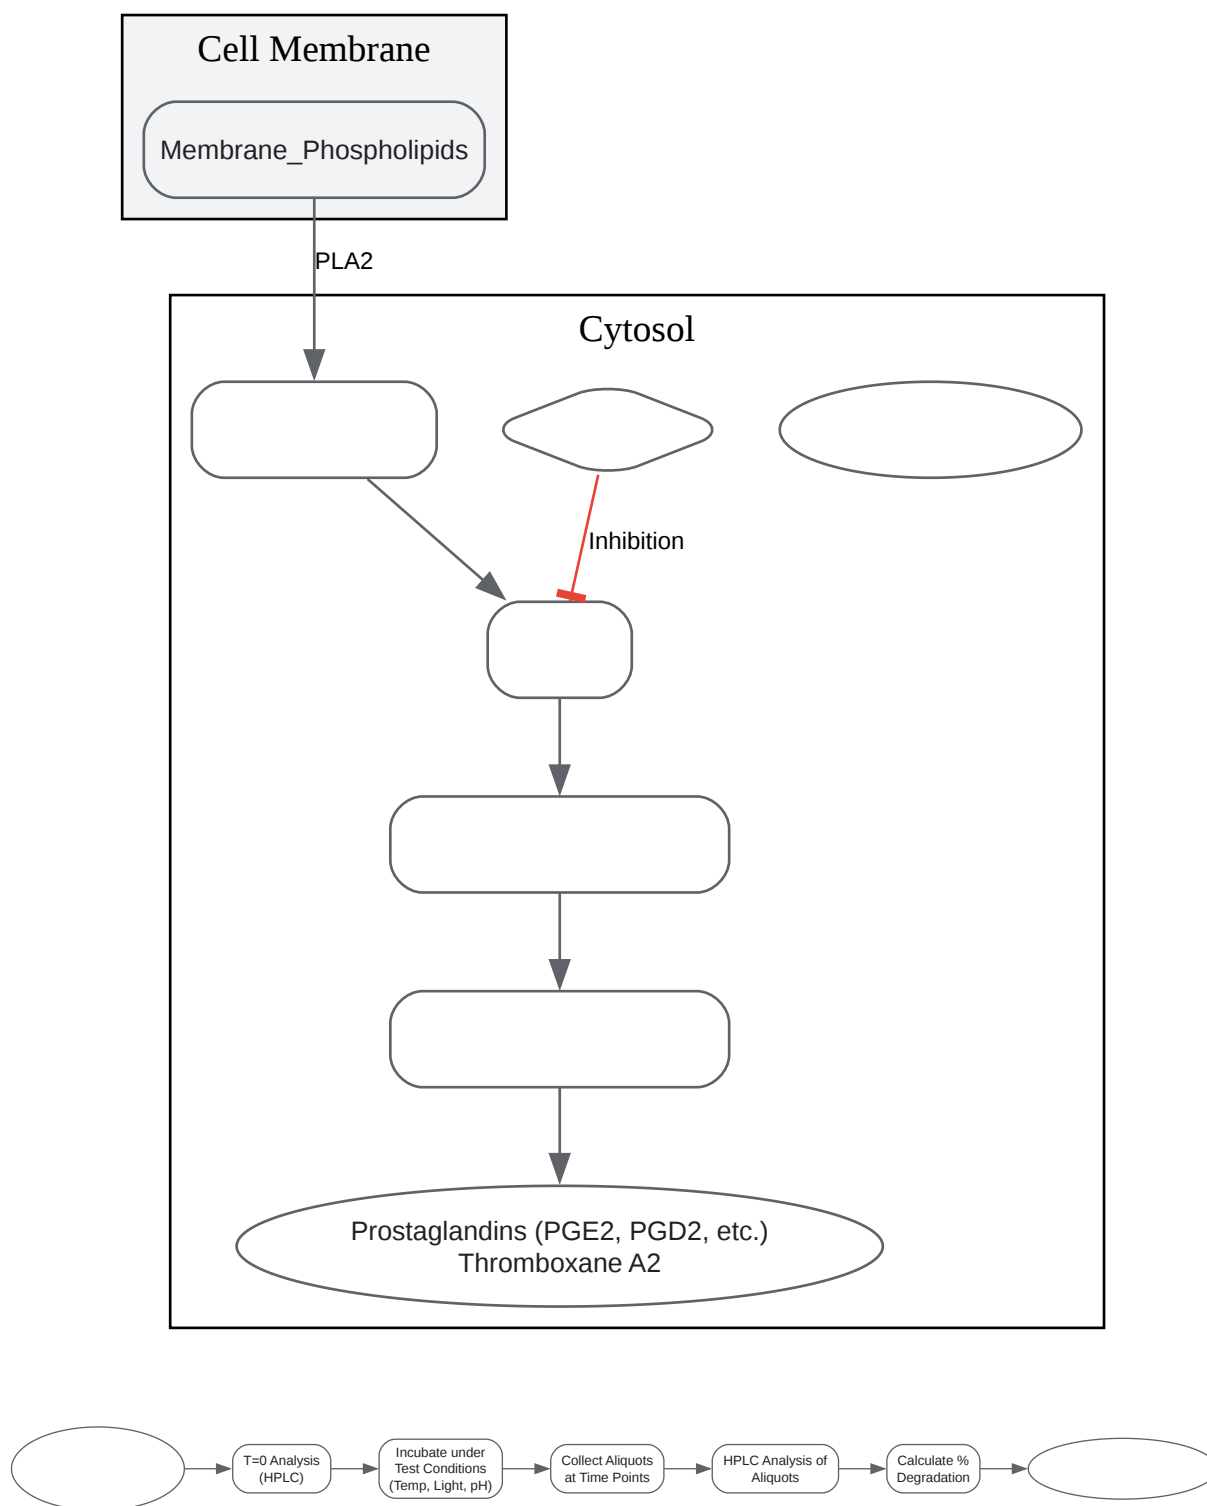 Cell Membrane
Membrane_Phospholipids
PLA2
Cytosol
Inhibition
Prostaglandins (PGE2, PGD2, etc.)
Thromboxane A2
T=0 Analysis
(HPLC)
Incubate under
Test Conditions
(Temp, Light, pH)
Collect Aliquots
at Time Points
HPLC Analysis of
Aliquots
Calculate %
Degradation